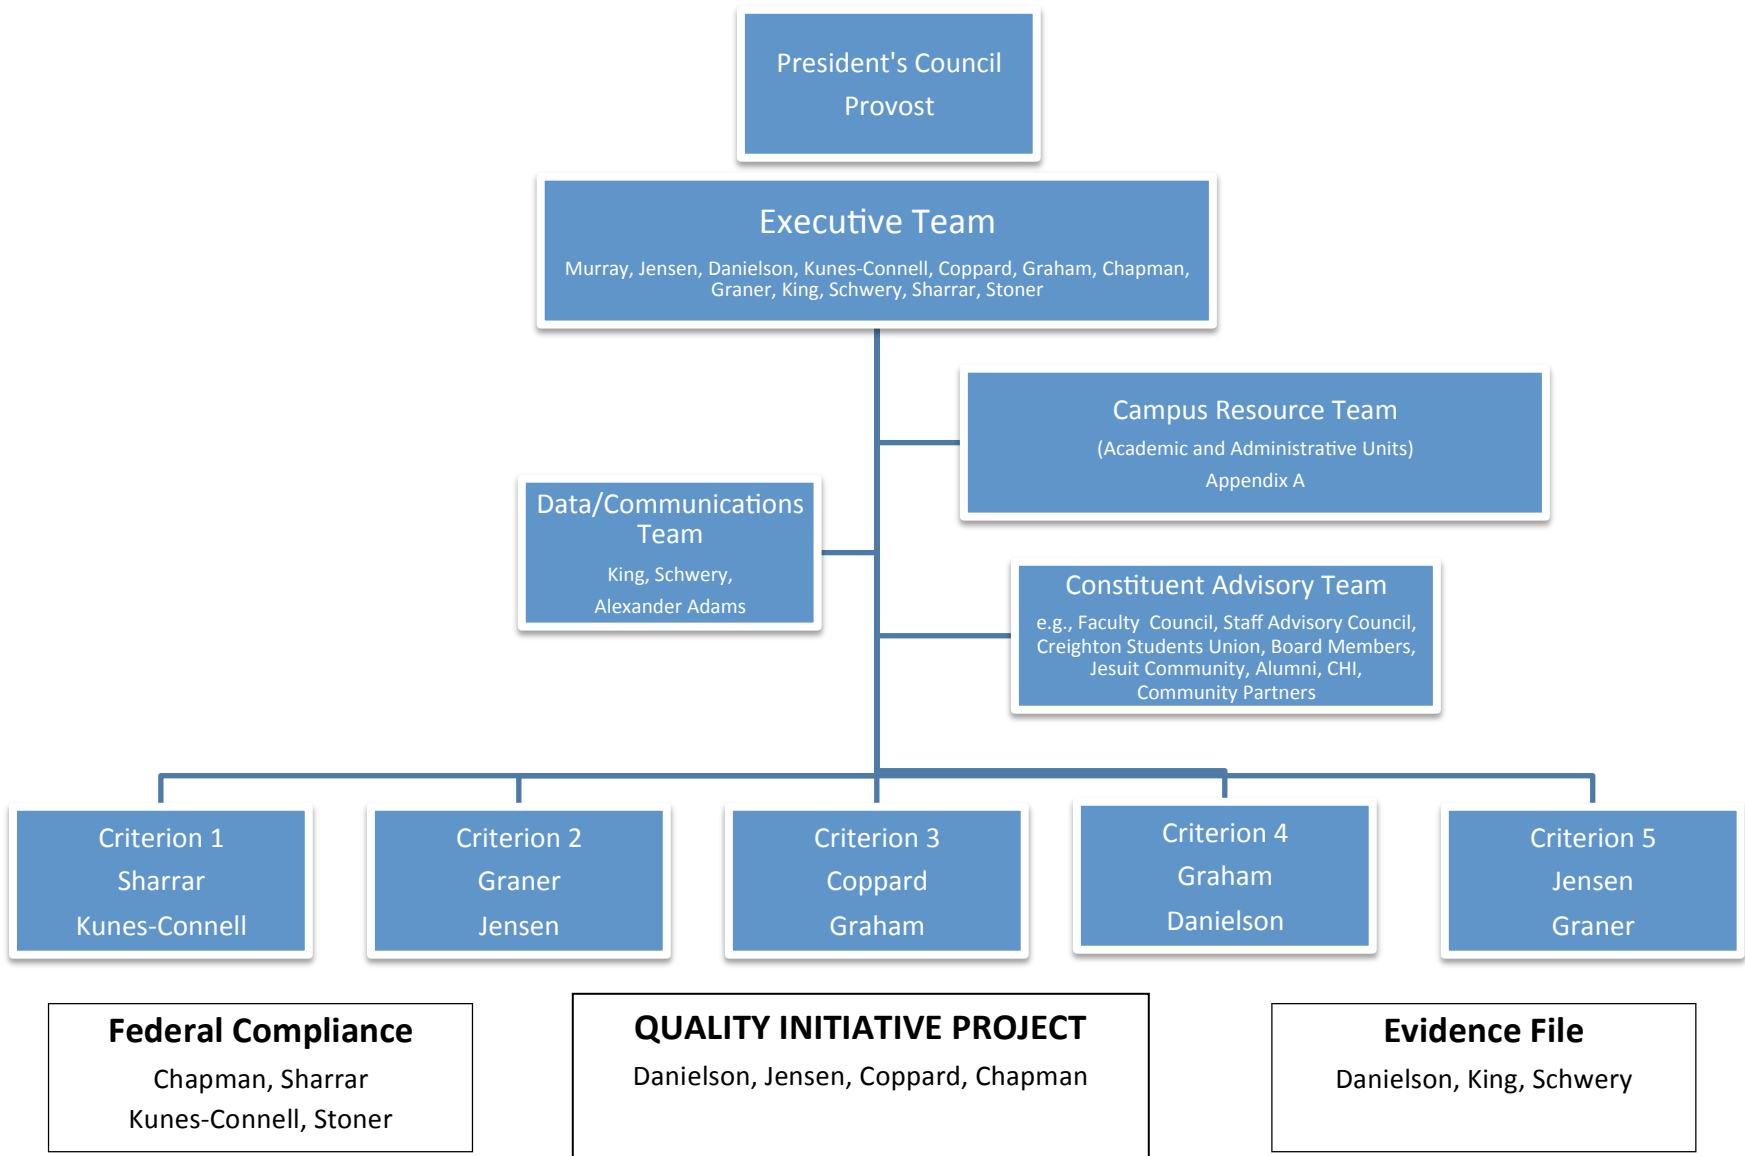 President's Council
Provost
Executive Team
Murray, Jensen, Danielson, Kunes-Connell, Coppard, Graham, Chapman,
Graner, King, Schwery, Sharrar, Stoner
Campus Resource Team
(Academic and Administrative Units)
Appendix A
Data/Communications
Team
King, Schwery,
Alexander Adams
Constituent Advisory Team
e.g., Faculty Council, Staff Advisory Council,
Creighton Students Union, Board Members,
Jesuit Community, Alumni, CHI,
Community Partners
Criterion 1
Sharrar
Kunes-Connell
Criterion 2
Graner
Jensen
Criterion 3
Coppard
Graham
Criterion 4
Graham
Danielson
Criterion 5
Jensen
Graner
Federal Compliance
Chapman, Sharrar
Kunes-Connell, Stoner
QUALITY INITIATIVE PROJECT
Danielson, Jensen, Coppard, Chapman
Evidence File
Danielson, King, Schwery